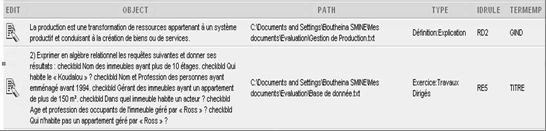 EDIT OBJECT PATH TYPE IDRULE TERMEMP
La production est une transformation de ressources appartenant à un système
productif et conduisant à la création de biens ou de services.
C:\Documents and Settings\Boutheina SMINE\Mes
documents\Evaluation\Gestion de Production.txt
Définition:Explication
RD2
GIND
2) Exprimer en algèbre relationnel les requêtes suivantes et donner ses
résultats : checkbld Nom des immeubles ayant plus de 10 étages. checkbld Qui
habite le « Koudalou » ? checkbld Nom et Profession des personnes ayant
emménagé avant 1994. checkbld Gérant des immeubles ayant un appartement
de plus de 150 m². checkbld Dans quel immeuble habite un acteur ? checkbld
Age et profession des occupants de l'immeuble géré par « Ross » ? checkbld
Qui n'habite pas un appartement géré par « Ross » ?
C:\Documents and Settings\Boutheina SMINE\Mes
documents\Evaluation\Base de donnée.txt
Exercice:Travaux
Dirigés
RE5
TITRE